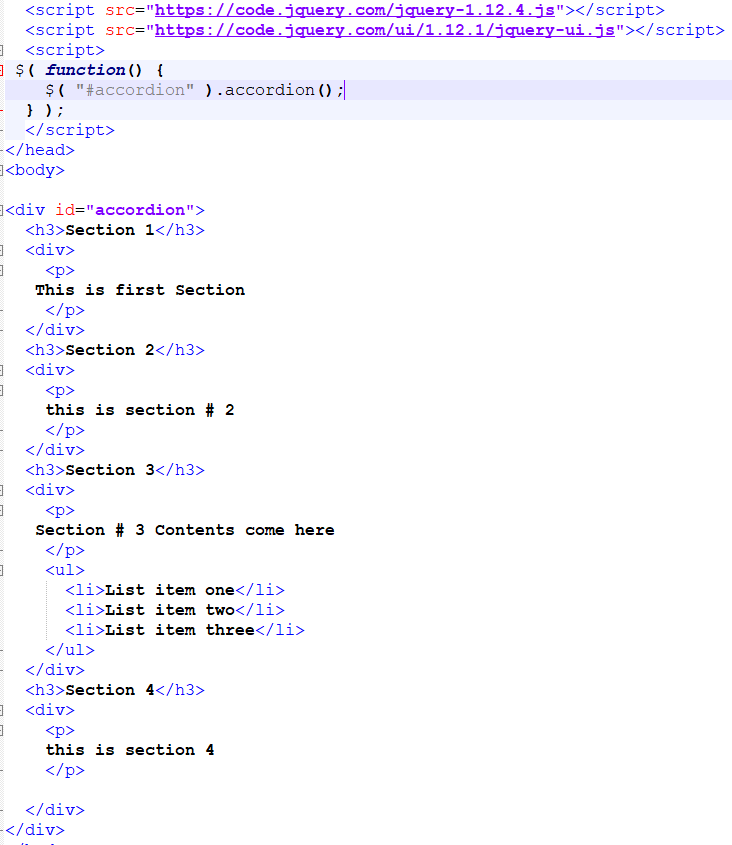 <script src="https://code.jquery.com/jquery-1.12.4.js"></script>
<script src="https://code.jquery.com/ui/1.12.1/jquery-ui.js"></script>
<script>
$( function() {
$( "#accordion" ).accordion();
} );
</script>
</head>
<body>
<div id="accordion">
<h3>Section 1</h3>
<div>
<p>
This is first Section
</p>
</div>
<h3>Section 2</h3>
<div>
<p>
this is section # 2
</p>
</div>
<h3>Section 3</h3>
<div>
<p>
Section # 3 Contents come here
</p>
<ul>
<li>List item one</li>
<li>List item two</li>
<li>List item three</li>
</ul>
</div>
<h3>Section 4</h3>
<div>
<p>
this is section 4
</p>
</div>
</div>